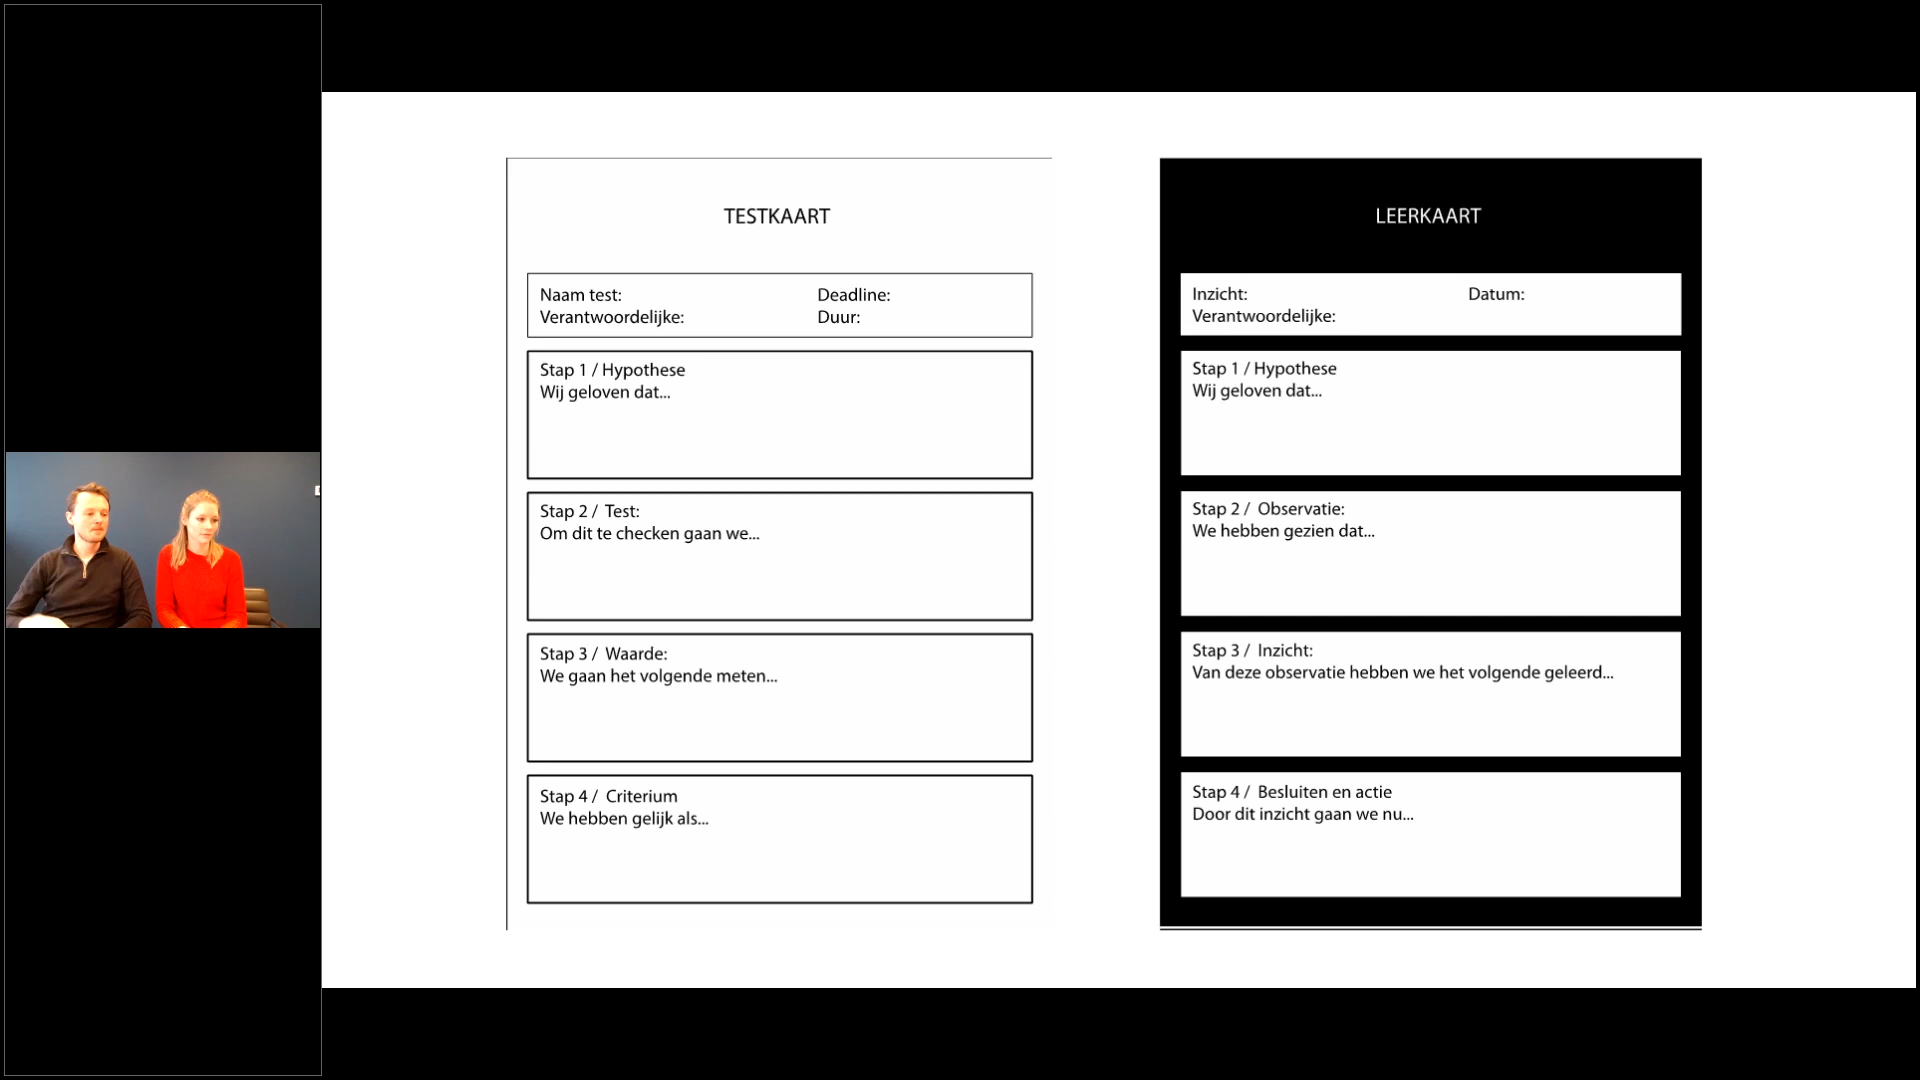 TESTKAART
Naam test:
Deadline:
Verantwoordelijke:
Duur:
Stap 1 / Hypothese
Wij geloven dat...
Stap 2 /  Test:
Om dit te checken gaan we...
Stap 3 /  Waarde:
We gaan het volgende meten...
Stap 4 /  Criterium
We hebben gelijk als...
LEERKAART
Inzicht:
Datum:
Verantwoordelijke:
Stap 1 / Hypothese
Wij geloven dat...
Stap 2 /  Observatie:
We hebben gezien dat...
Stap 3 /  Inzicht:
Van deze observatie hebben we het volgende geleerd...
Stap 4 /  Besluiten en actie
Door dit inzicht gaan we nu...